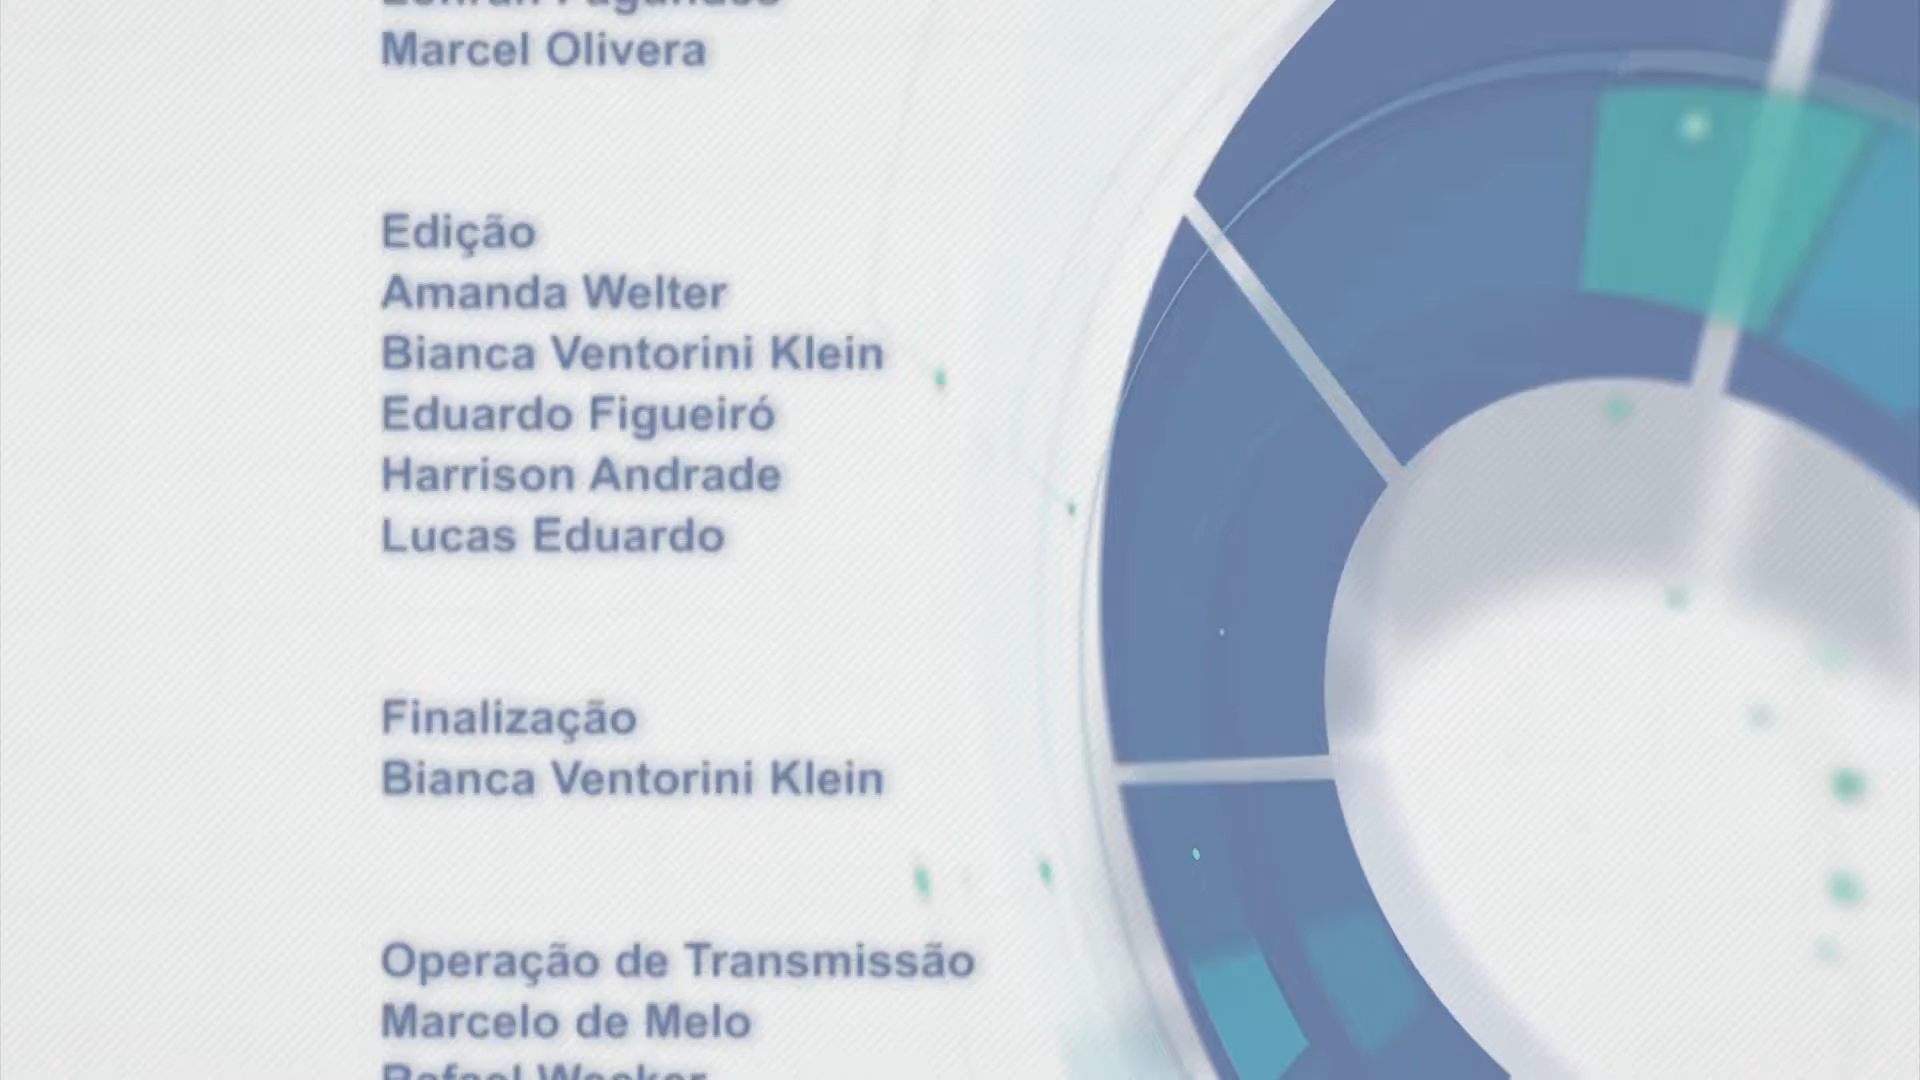 Marcel Olivera
Edição
Amanda Welter
Bianca Ventorini Klein
Eduardo Figueiró
Harrison Andrade
Lucas Eduardo
Finalização
Bianca Ventorini Klein
Operação de Transmissão
Marcelo de Melo